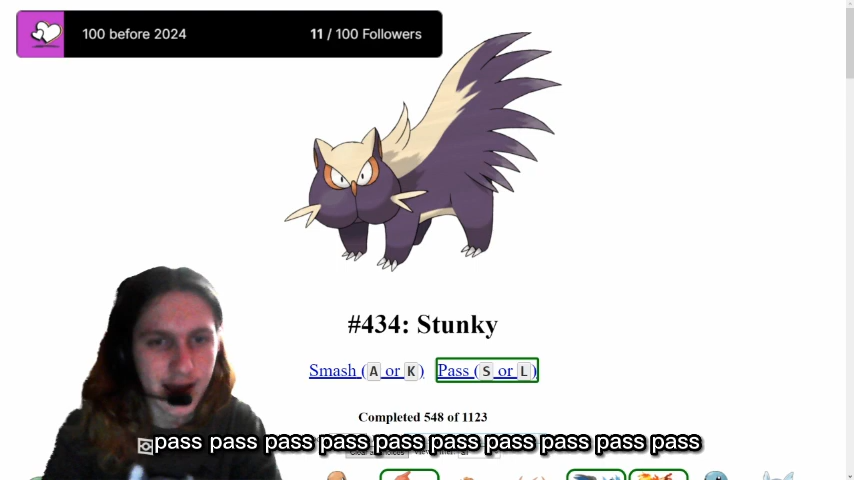 100 before 2024
11 / 100 Followers
#434: Stunky
Smash (A or K) Pass (S or L)
Completed 548 of 1123
pass pass pass pass pass pass pass pass pass pass